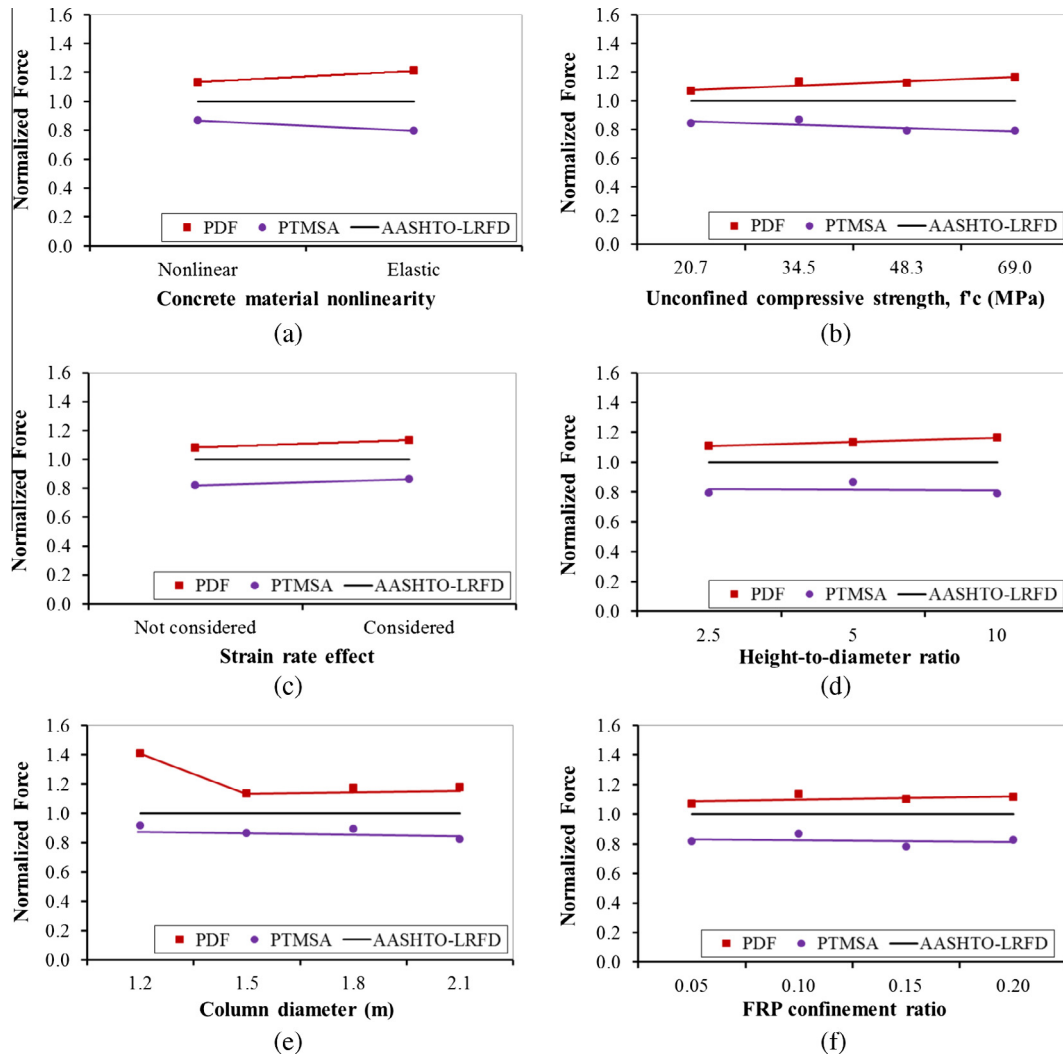 1.6
1.4
1.2
1.0
0.8
0.6
0.4
0.2
0.0
Normalized Force
PDF PTMSA AASHTO-LRFD
Nonlinear Elastic
Concrete material nonlinearity
(a)
1.6
1.4
1.2
1.0
0.8
0.6
0.4
0.2
0.0
Normalized Force
PDF PTMSA AASHTO-LRFD
20.7 34.5 48.3 69.0
Unconfined compressive strength, f'c (MPa)
(b)
1.6
1.4
1.2
1.0
0.8
0.6
0.4
0.2
0.0
Normalized Force
PDF PTMSA AASHTO-LRFD
Not considered Considered
Strain rate effect
(c)
1.6
1.4
1.2
1.0
0.8
0.6
0.4
0.2
0.0
Normalized Force
PDF PTMSA AASHTO-LRFD
2.5 5 10
Height-to-diameter ratio
(d)
1.6
1.4
1.2
1.0
0.8
0.6
0.4
0.2
0.0
Normalized Force
PDF PTMSA AASHTO-LRFD
1.2 1.5 1.8 2.1
Column diameter (m)
(e)
1.6
1.4
1.2
1.0
0.8
0.6
0.4
0.2
0.0
Normalized Force
PDF PTMSA AASHTO-LRFD
0.05 0.10 0.15 0.20
FRP confinement ratio
(f)